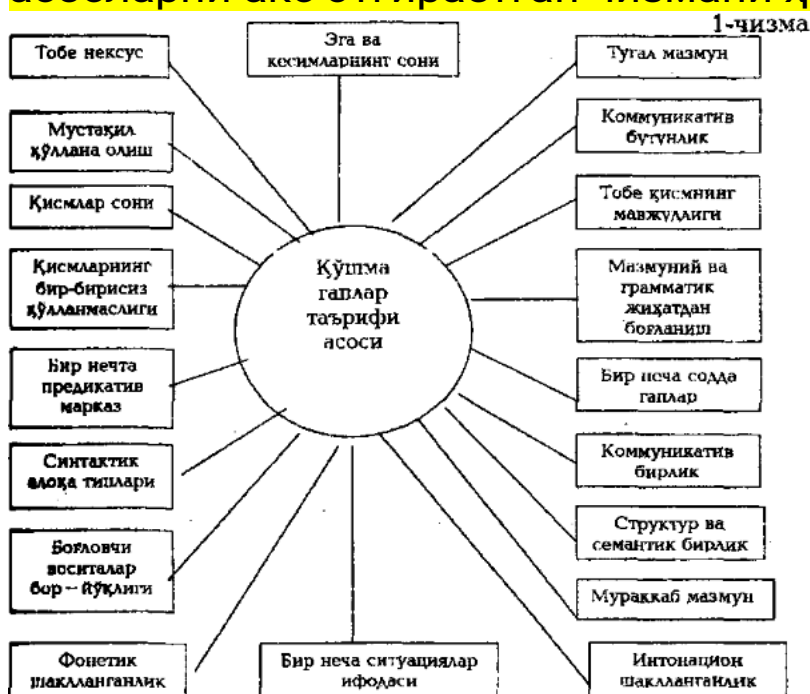 1-чизма
Тобе нексус
Эга ва
кесимларнинг сони
Тугал мазмун
Мустақил
қўллана олиш
Коммуникатив
бутунлик
Қисмлар сони
Тобе қисмнинг
мавжудлиги
Қисмларнинг
бир-бирисиз
қўлланмаслиги
Қўшма
гаплар
таърифи
асоси
Мазмуний ва
грамматик
жиҳатдан
боғланиш
Бир нечта
предикатив
марказ
Бир неча содда
гаплар
Синтактик
алоқа типлари
Коммуникатив
бирлик
Боғловчи
воситалар
бор – йўқлиги
Структур ва
семантик бирлик
Мураккаб мазмун
Фонетик
шаклланганлик
Бир неча ситуациялар
ифодаси
Интонацион
шаклланганлик